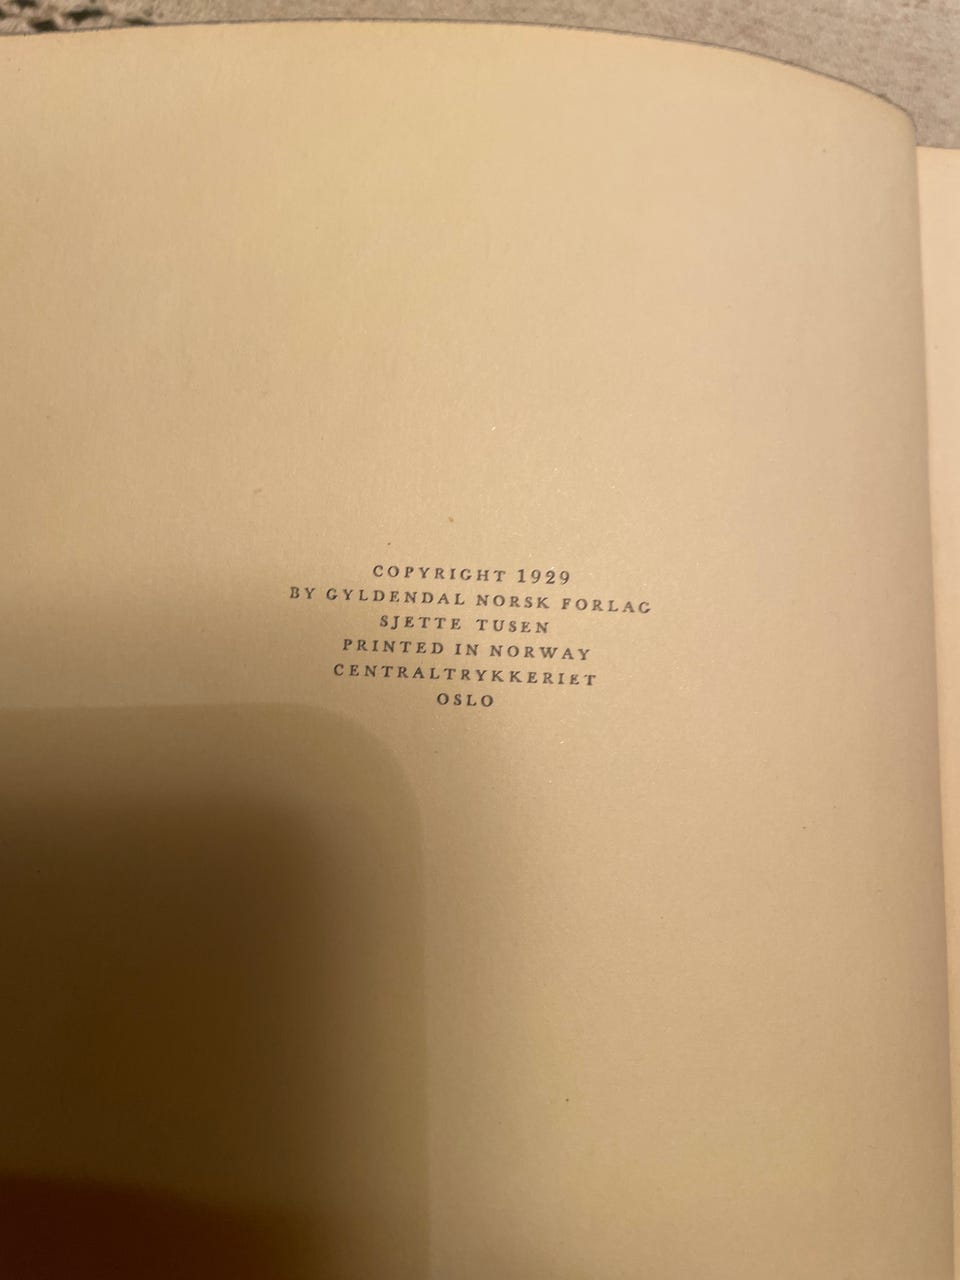 COPYRIGHT 1929
BY GYLDENDAL NORSK FORLAG
SJETTE TUSEN
PRINTED IN NORWAY
CENTRALTRYKKERIET
OSLO